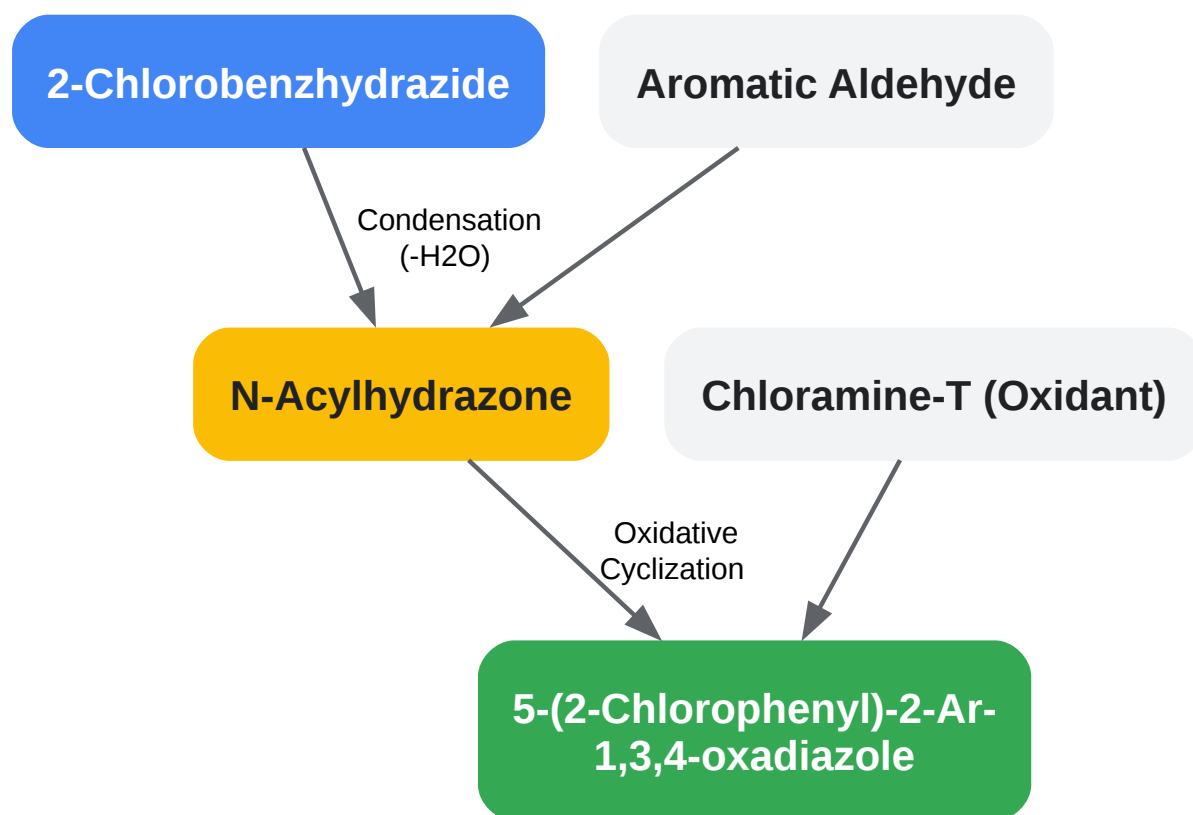 2-Chlorobenzhydrazide
Aromatic Aldehyde
Condensation
(-H2O)
N-Acylhydrazone
Chloramine-T (Oxidant)
Oxidative
Cyclization
5-(2-Chlorophenyl)-2-Ar-
1,3,4-oxadiazole